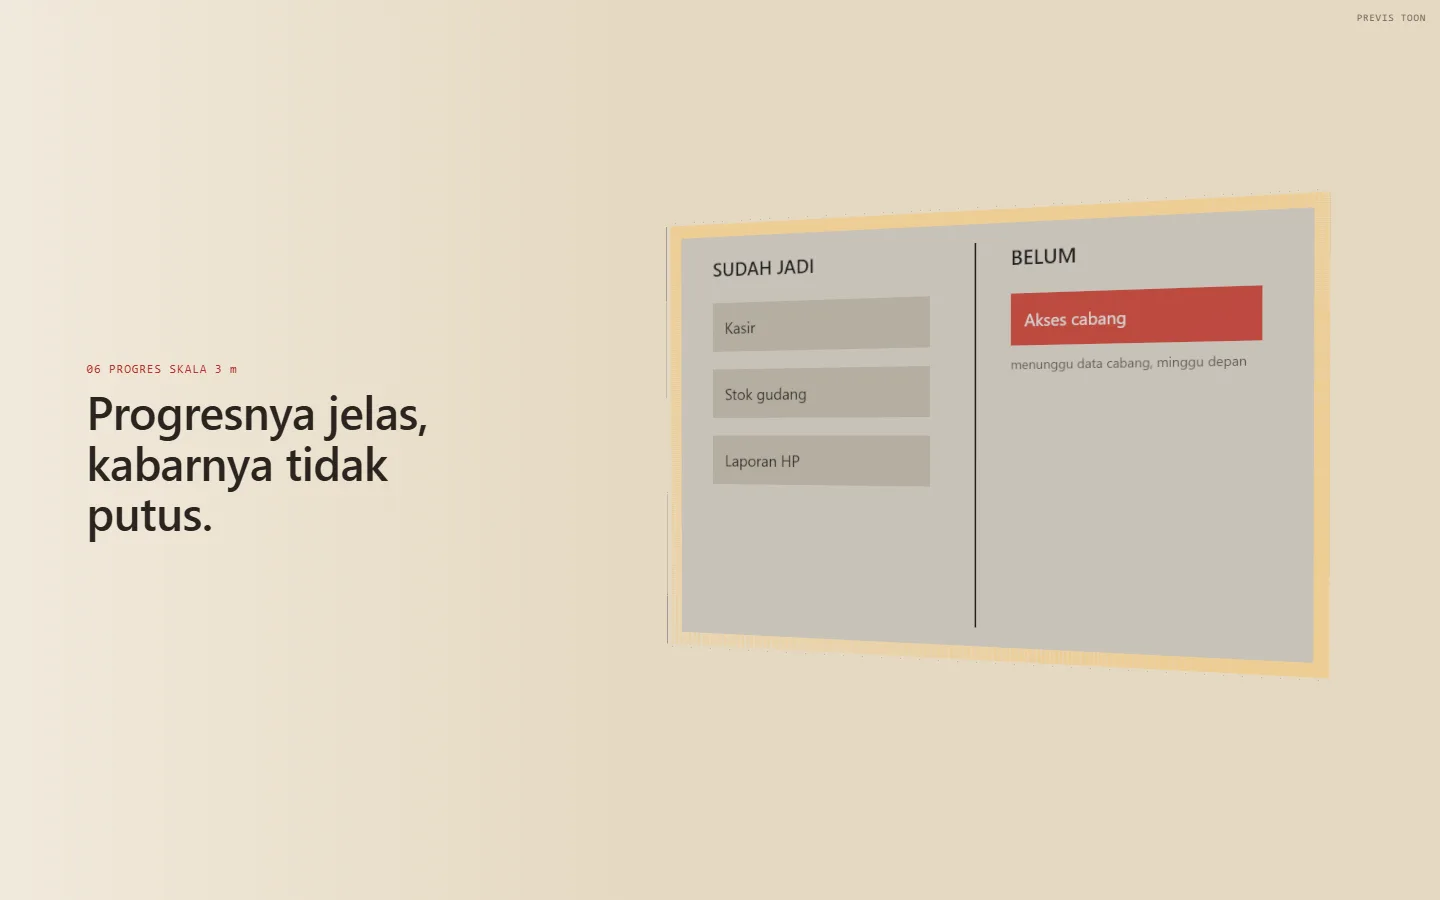 PREVIS TOON
06 PROGRES SKALA 3 m
Progresnya jelas,
kabarnya tidak
putus.
SUDAH JADI
Kasir
Stok gudang
Laporan HP
BELUM
Akses cabang
menunggu data cabang, minggu depan